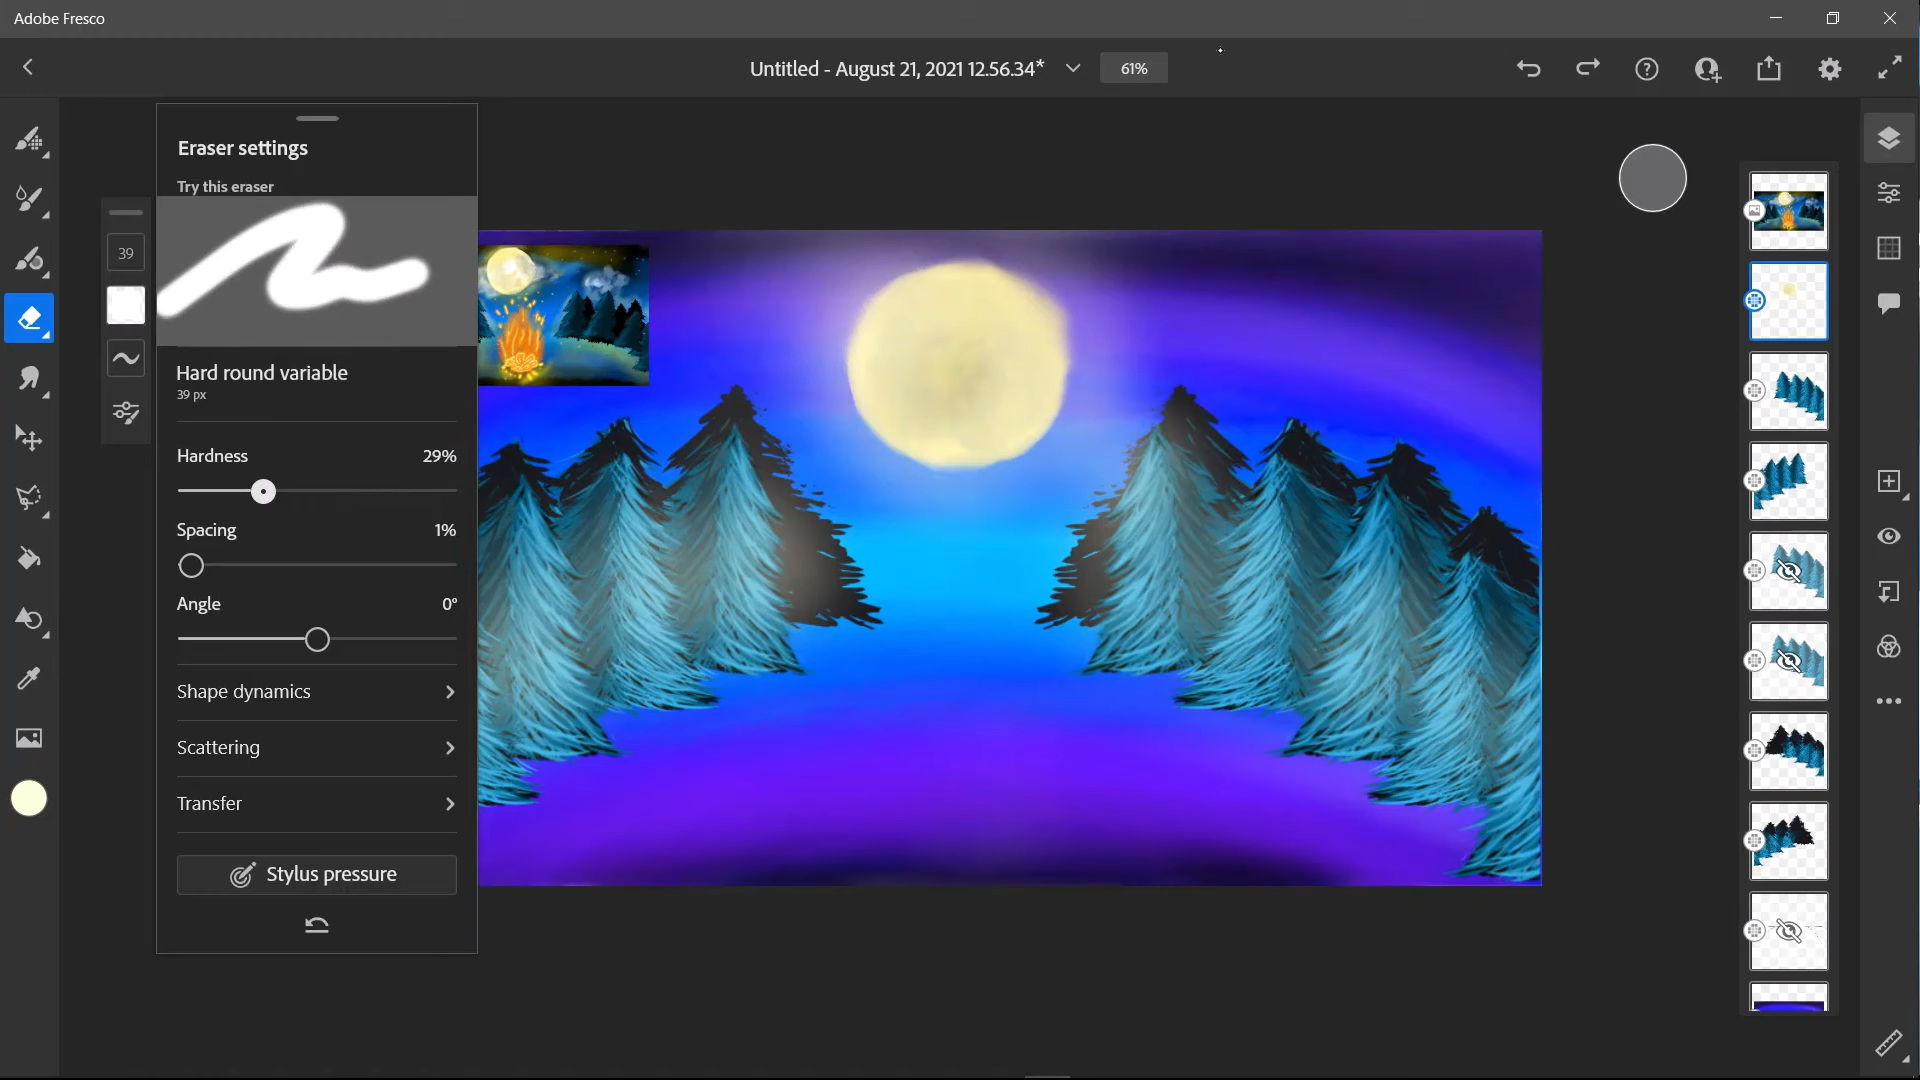 Adobe Fresco
Untitled - August 21, 2021 12.56.34*
61%
Eraser settings
Try this eraser
39
Hard round variable
39 px
Hardness 29%
Spacing 1%
Angle 0°
Shape dynamics
Scattering
Transfer
Stylus pressure